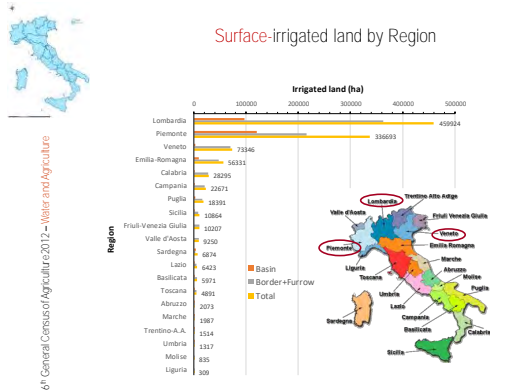 Surface-irrigated land by Region
6th General Census of Agriculture 2012 – Water and Agriculture
Irrigated land (ha)
0 100000 200000 300000 400000 500000
Region
Lombardia 459924
Piemonte 336693
Veneto 73346
Emilia-Romagna 56331
Calabria 28295
Campania 22671
Puglia 18391
Sicilia 10864
Friuli-Venezia Giulia 10207
Valle d'Aosta 9250
Sardegna 6874
Lazio 6423
Basilicata 5971
Toscana 4891
Abruzzo 2073
Marche 1987
Trentino-A.A. 1514
Umbria 1317
Molise 835
Liguria 309
Basin
Border+Furrow
Total
Trentino Alto Adige
Lombardia
Valle d'Aosta
Friuli Venezia Giulia
Veneto
Piemonte
Emilia Romagna
Liguria
Marche
Toscana
Abruzzo
Molise
Umbria
Puglia
Lazio
Sardegna
Campania
Basilicata
Calabria
Sicilia